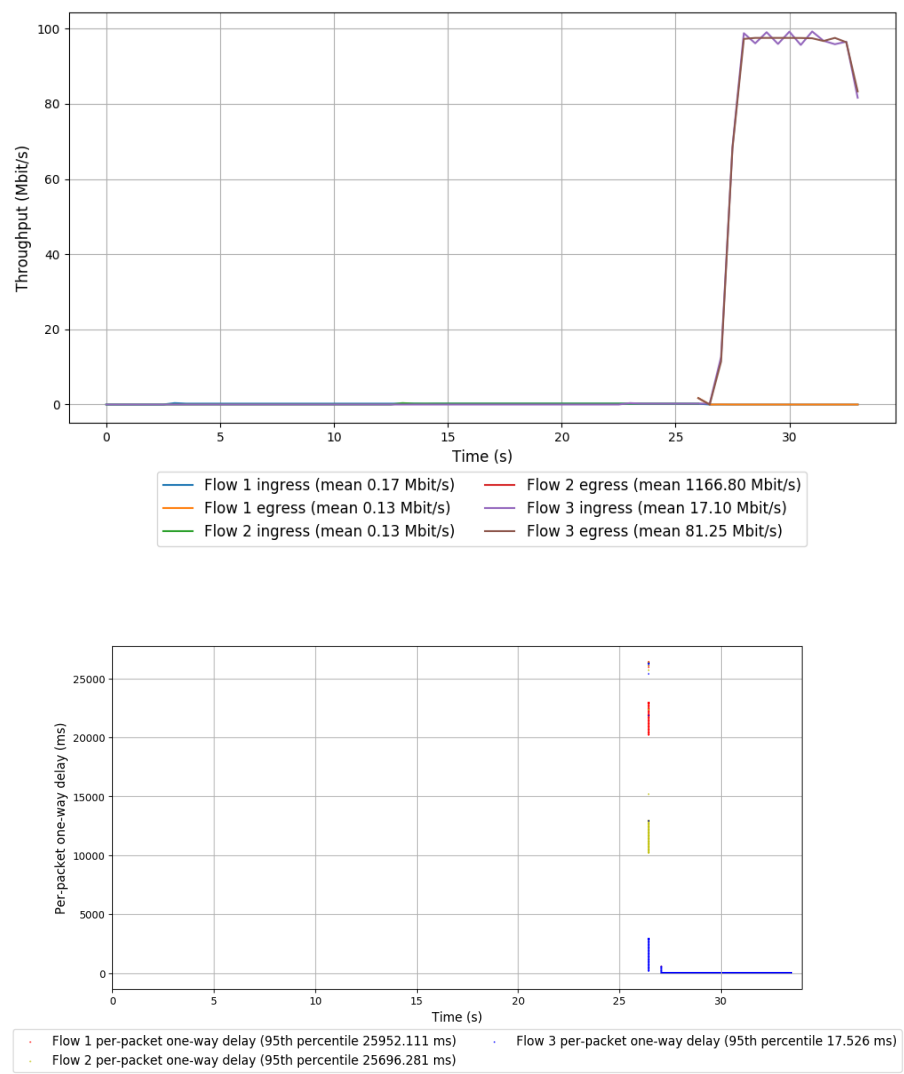 100
80
60
40
20
0
Throughput (Mbit/s)
0 5 10 15 20 25 30
Time (s)
Flow 1 ingress (mean 0.17 Mbit/s) Flow 2 egress (mean 1166.80 Mbit/s)
Flow 1 egress (mean 0.13 Mbit/s) Flow 3 ingress (mean 17.10 Mbit/s)
Flow 2 ingress (mean 0.13 Mbit/s) Flow 3 egress (mean 81.25 Mbit/s)
25000
20000
15000
10000
5000
0
Per-packet one-way delay (ms)
0 5 10 15 20 25 30
Time (s)
Flow 1 per-packet one-way delay (95th percentile 25952.111 ms) Flow 3 per-packet one-way delay (95th percentile 17.526 ms)
Flow 2 per-packet one-way delay (95th percentile 25696.281 ms)